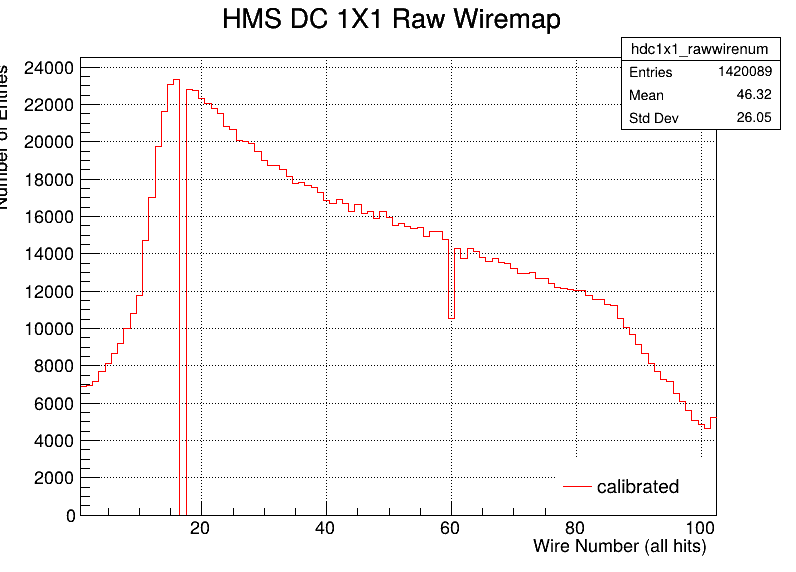 HMS DC 1X1 Raw Wiremap
hdc1x1_rawwirenum
Entries 1420089
Mean 46.32
Std Dev 26.05
Number of Entries
24000
22000
20000
18000
16000
14000
12000
10000
8000
6000
4000
2000
0
calibrated
20 40 60 80 100
Wire Number (all hits)